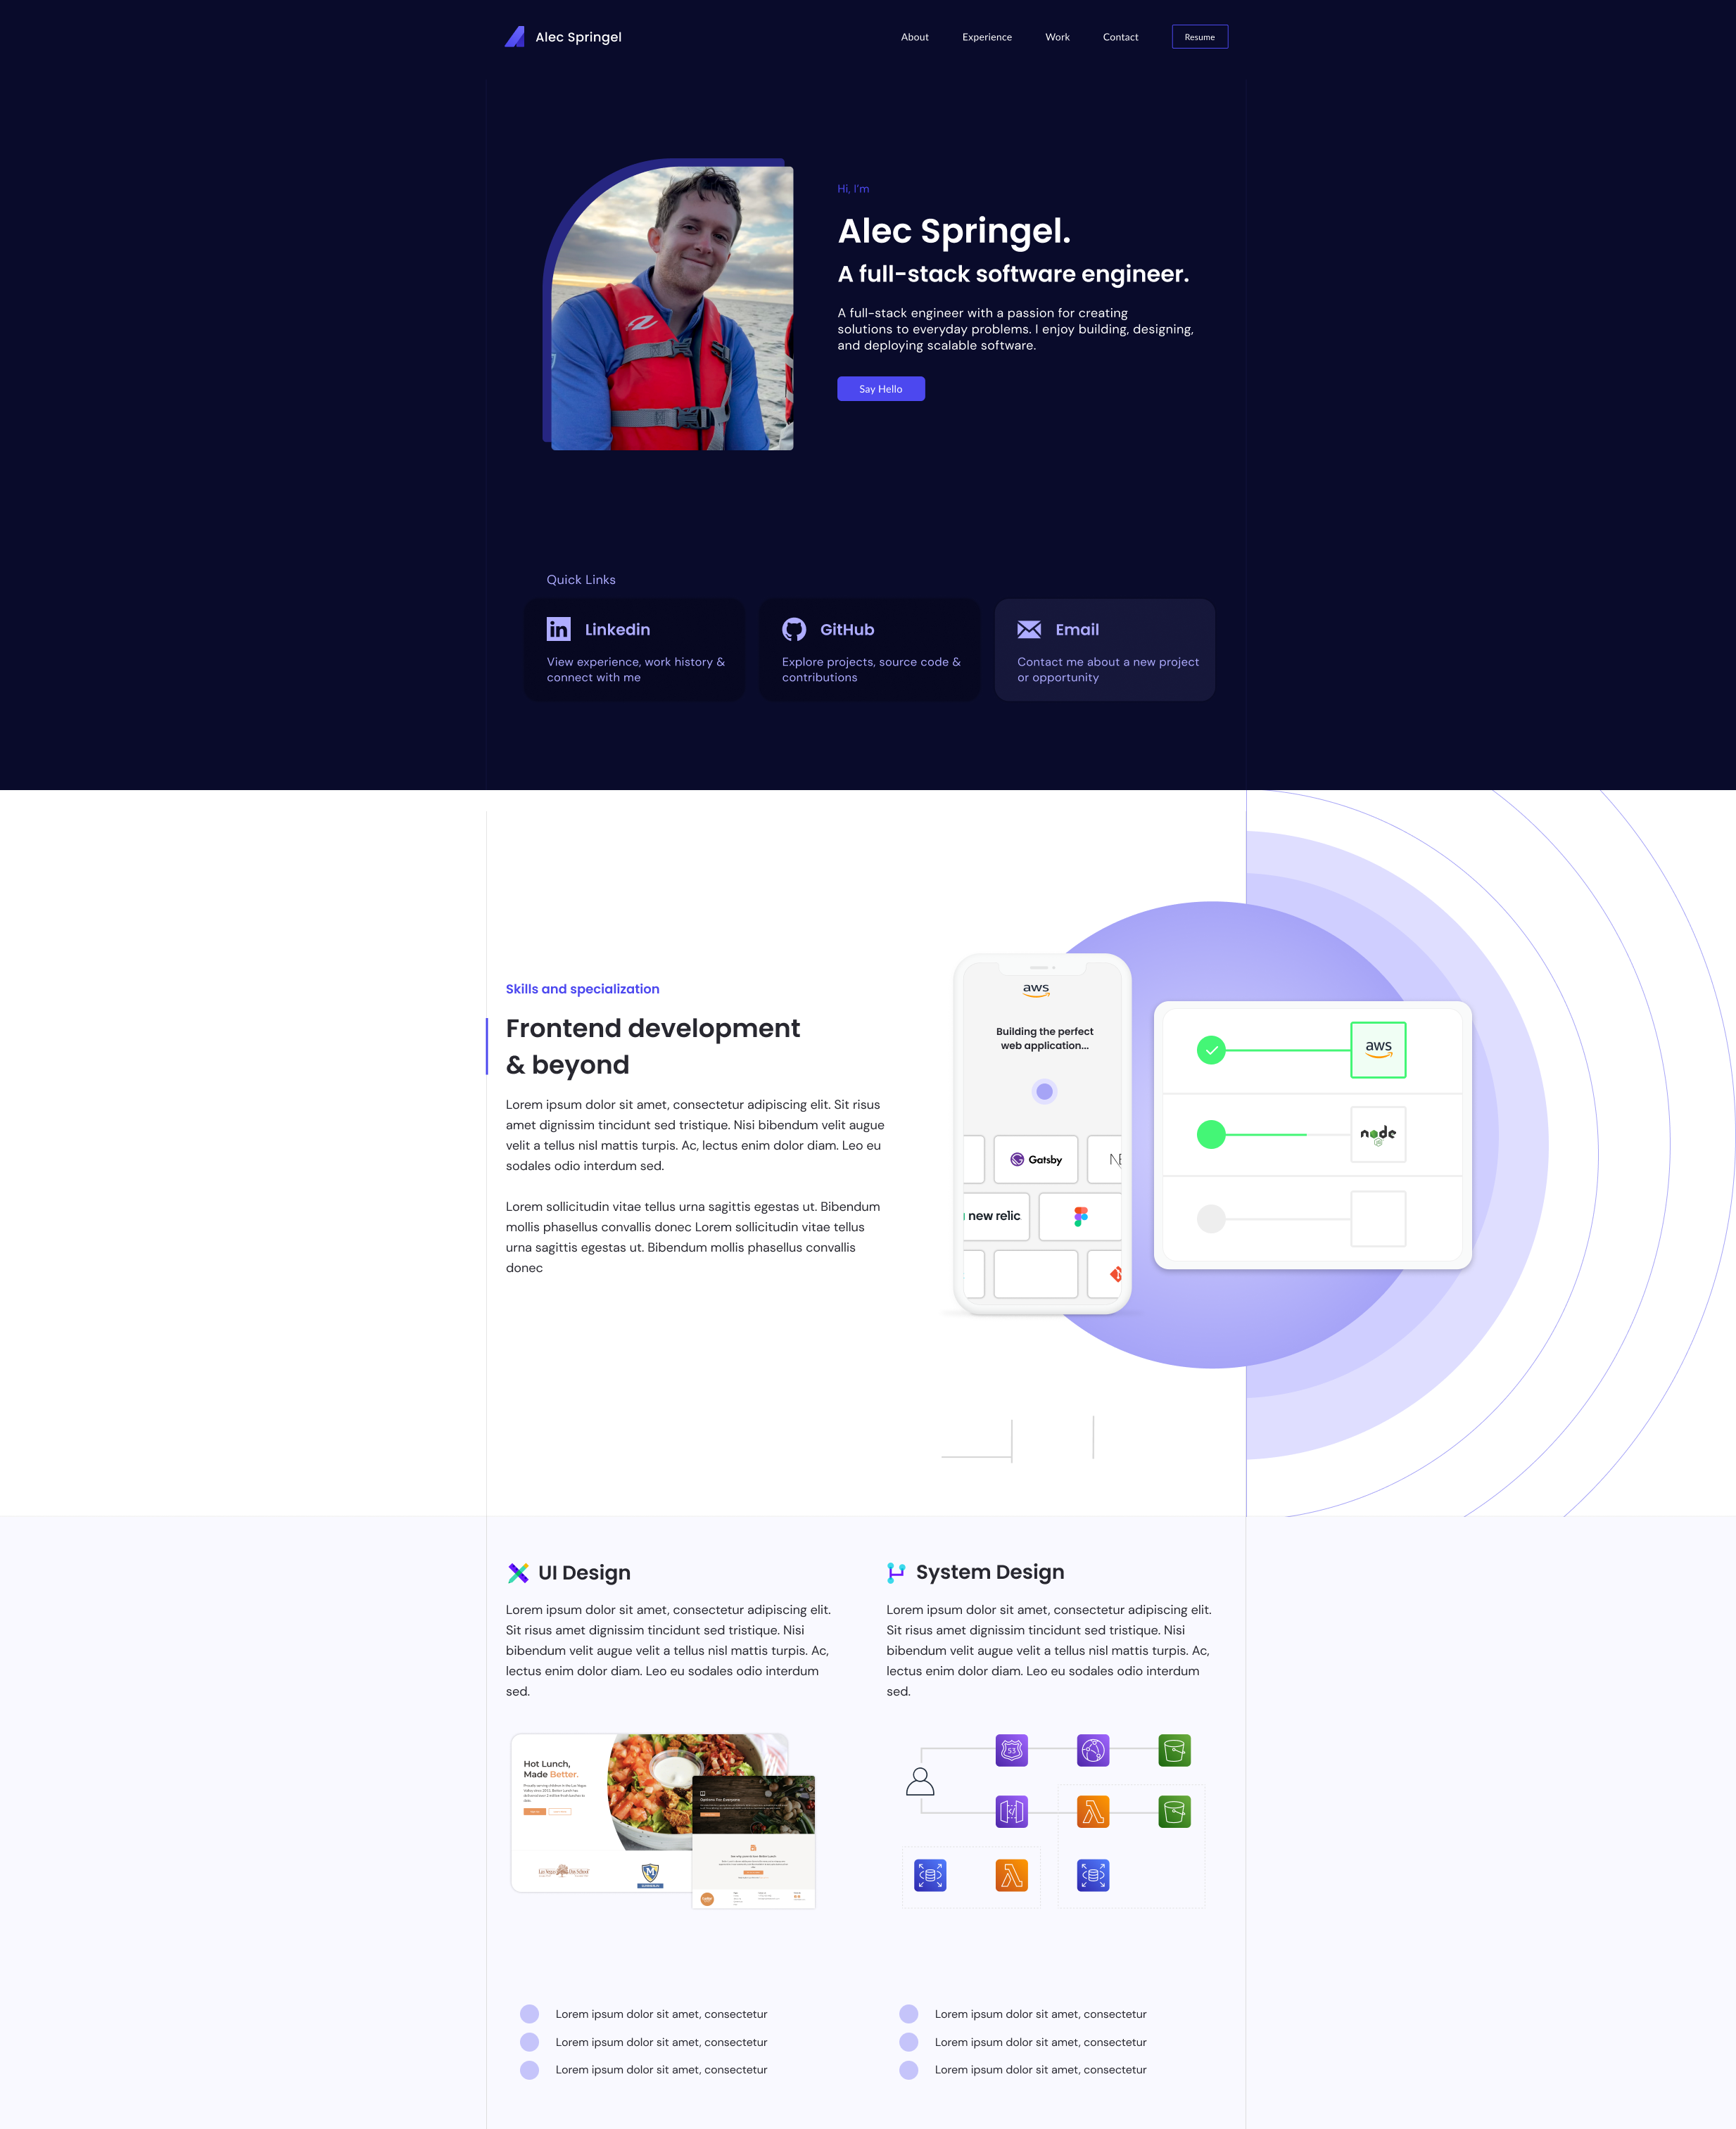 Alec Springel
About
Experience
Work
Contact
Resume
Hi, I'm
Alec Springel.
A full-stack software engineer.
A full-stack engineer with a passion for creating
solutions to everyday problems. I enjoy building, designing,
and deploying scalable software.
Say Hello
Quick Links
Linkedin
View experience, work history &
connect with me
GitHub
Explore projects, source code &
contributions
Email
Contact me about a new project
or opportunity
Skills and specialization
Frontend development
& beyond
Lorem ipsum dolor sit amet, consectetur adipiscing elit. Sit risus
amet dignissim tincidunt sed tristique. Nisi bibendum velit augue
velit a tellus nisl mattis turpis. Ac, lectus enim dolor diam. Leo eu
sodales odio interdum sed.
Lorem sollicitudin vitae tellus urna sagittis egestas ut. Bibendum
mollis phasellus convallis donec Lorem sollicitudin vitae tellus
urna sagittis egestas ut. Bibendum mollis phasellus convallis
donec
aws
Building the perfect
web application...
Gatsby
new relic
aws
node
UI Design
Lorem ipsum dolor sit amet, consectetur adipiscing elit.
Sit risus amet dignissim tincidunt sed tristique. Nisi
bibendum velit augue velit a tellus nisl mattis turpis. Ac,
lectus enim dolor diam. Leo eu sodales odio interdum
sed.
Hot Lunch,
Made Better.
System Design
Lorem ipsum dolor sit amet, consectetur adipiscing elit.
Sit risus amet dignissim tincidunt sed tristique. Nisi
bibendum velit augue velit a tellus nisl mattis turpis. Ac,
lectus enim dolor diam. Leo eu sodales odio interdum
sed.
53
Lorem ipsum dolor sit amet, consectetur
Lorem ipsum dolor sit amet, consectetur
Lorem ipsum dolor sit amet, consectetur
Lorem ipsum dolor sit amet, consectetur
Lorem ipsum dolor sit amet, consectetur
Lorem ipsum dolor sit amet, consectetur